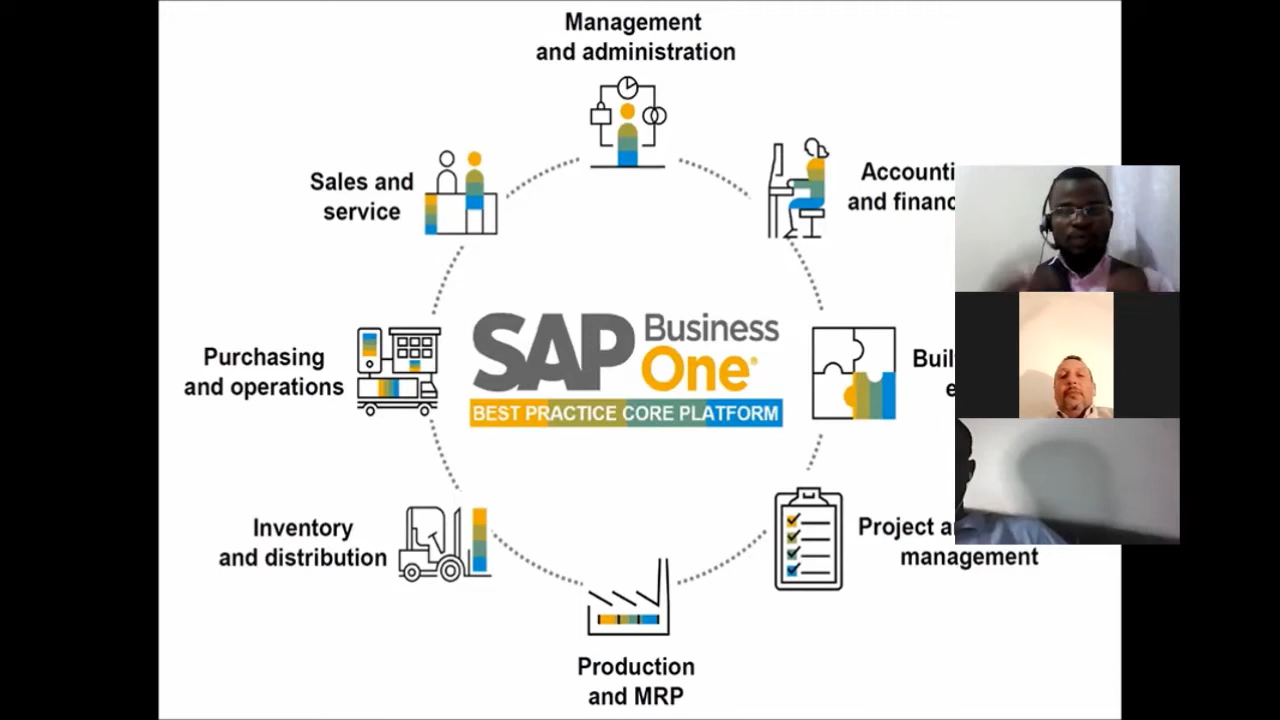 Management
and administration
Sales and
service
Accounti
and financ
SAP Business
One®
BEST PRACTICE CORE PLATFORM
Purchasing
and operations
Buil
e
Inventory
and distribution
Project a
management
Production
and MRP